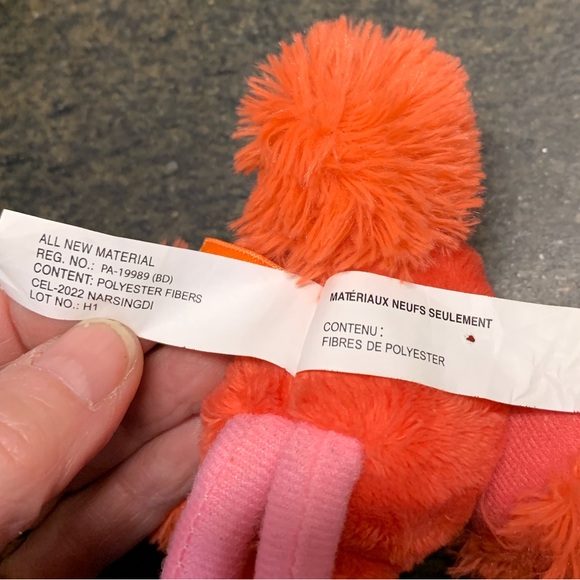 ALL NEW MATERIAL
REG. NO.: PA-19989 (BD)
CONTENT: POLYESTER FIBERS
CEL-2022 NARSINGDI
LOT NO.: H1
MATÉRIAUX NEUFS SEULEMENT
CONTENU:
FIBRES DE POLYESTER